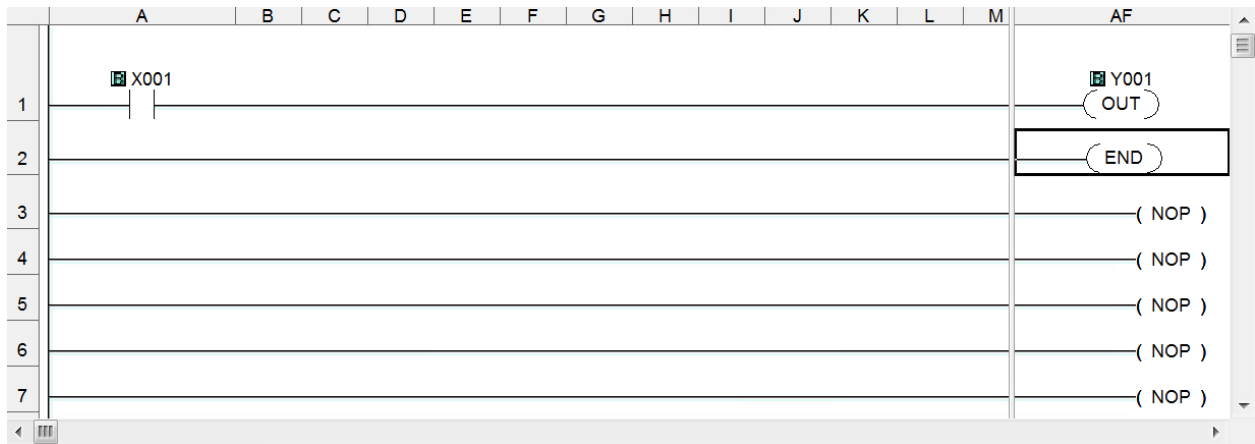 A B C D E F G H I J K L M AF
X001 Y001
1 OUT
2 END
3 ( NOP )
4 ( NOP )
5 ( NOP )
6 ( NOP )
7 ( NOP )